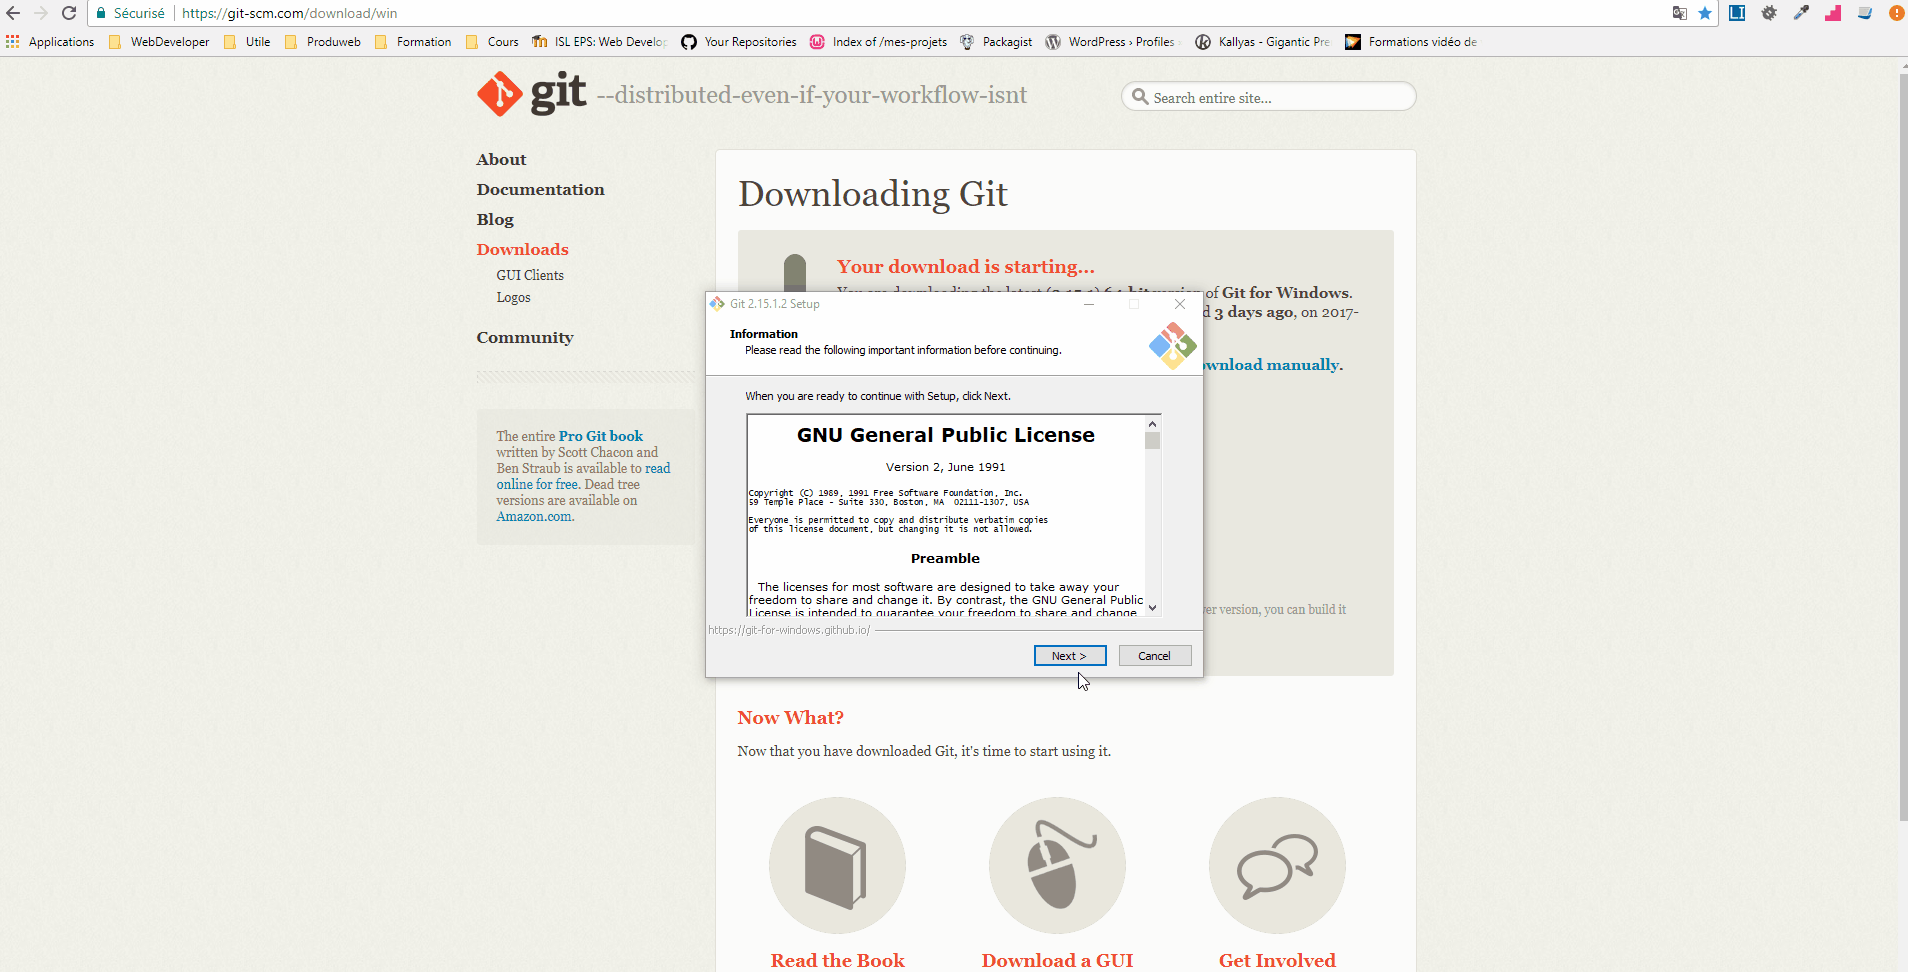 Sécurisé | https://git-scm.com/download/win
Applications WebDeveloper Utile Produweb Formation Cours ISL EPS: Web Develop Your Repositories Index of /mes-projets Packagist WordPress › Profiles Kallyas - Gigantic Pre Formations vidéo de
git --distributed-even-if-your-workflow-isnt
Search entire site...
About
Documentation
Blog
Downloads
GUI Clients
Logos
Community
The entire Pro Git book
written by Scott Chacon and
Ben Straub is available to read
online for free. Dead tree
versions are available on
Amazon.com.
Downloading Git
Your download is starting...
of Git for Windows.
3 days ago, on 2017-
download manually.
version, you can build it
Git 2.15.1.2 Setup
Information
Please read the following important information before continuing.
When you are ready to continue with Setup, click Next.
GNU General Public License
Version 2, June 1991
Copyright (C) 1989, 1991 Free Software Foundation, Inc.
59 Temple Place - Suite 330, Boston, MA 02111-1307, USA
Everyone is permitted to copy and distribute verbatim copies
of this license document, but changing it is not allowed.
Preamble
The licenses for most software are designed to take away your
freedom to share and change it. By contrast, the GNU General Public
License is intended to guarantee your freedom to share and change
https://git-for-windows.github.io/
Next >
Cancel
Now What?
Now that you have downloaded Git, it's time to start using it.
Read the Book
Download a GUI
Get Involved